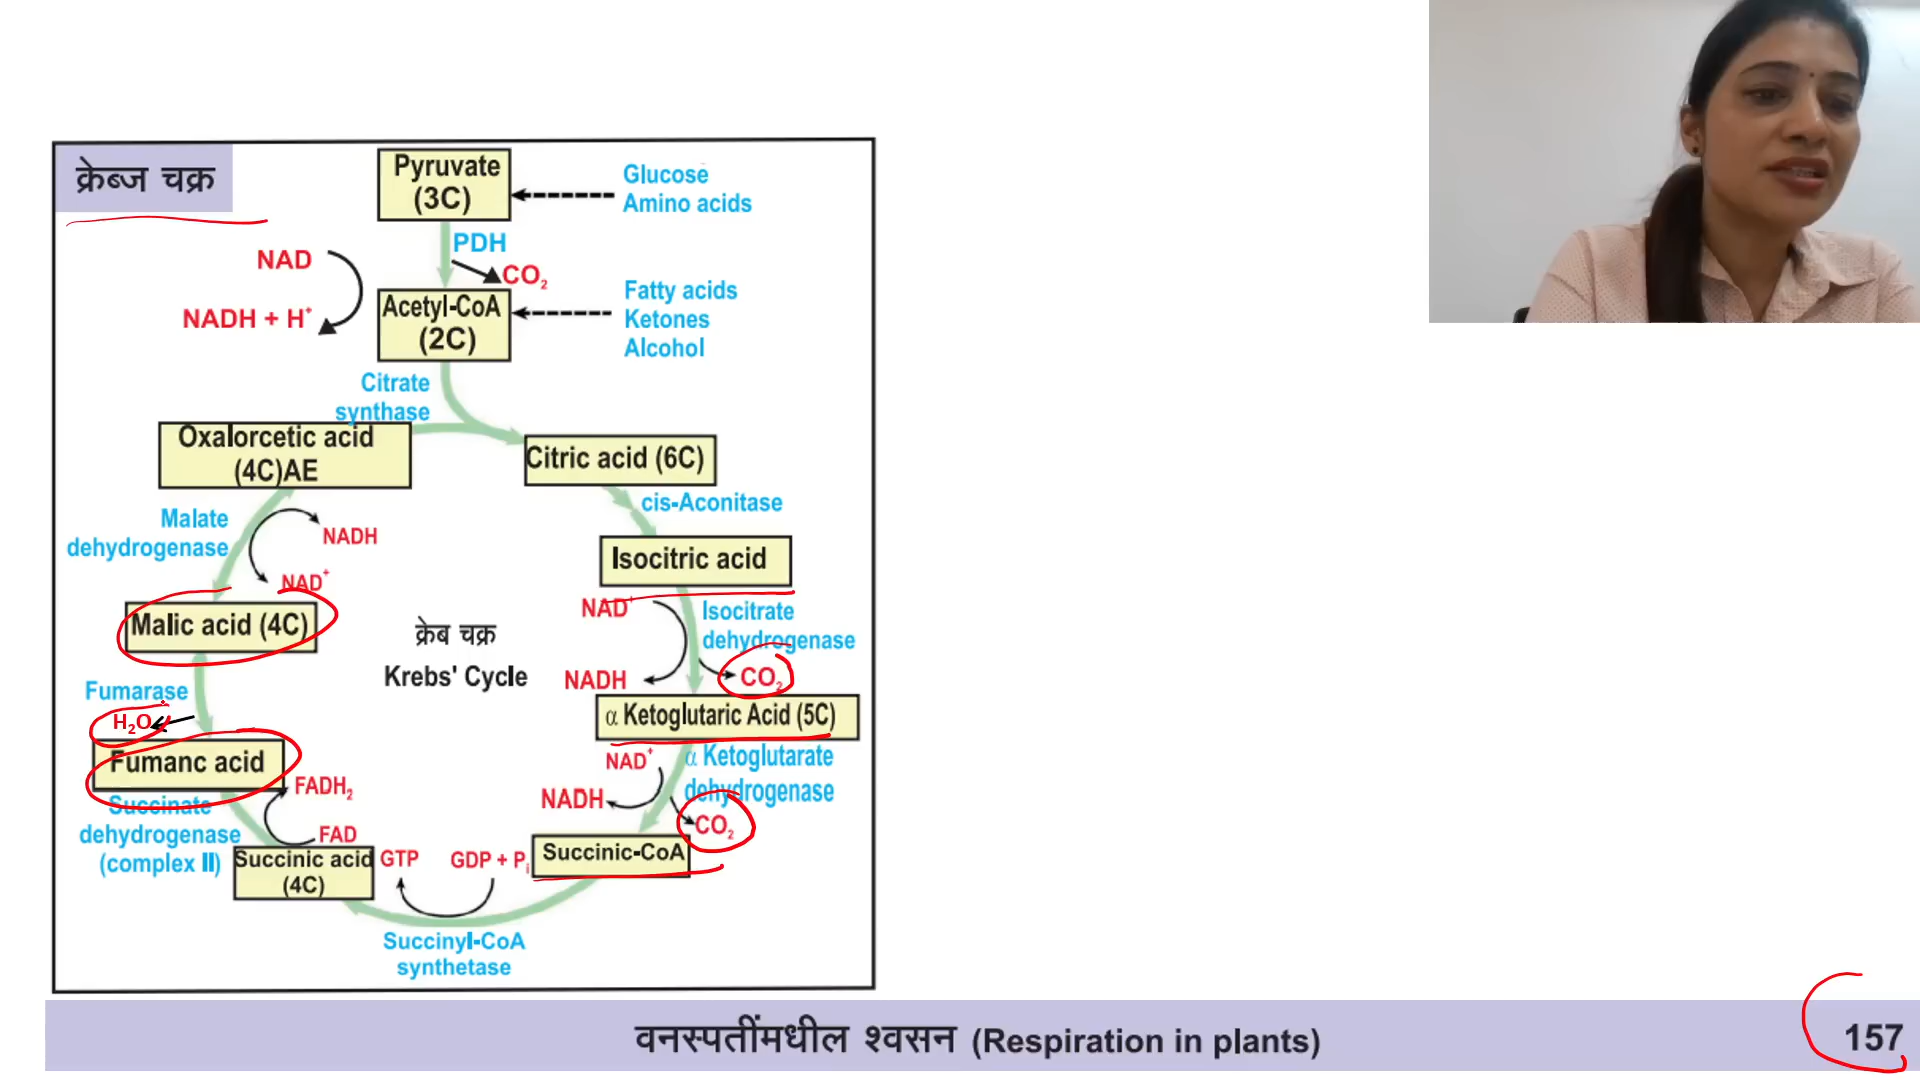 क्रेब्ज चक्र
Pyruvate
(3C)
Glucose
Amino acids
PDH
CO₂
NAD
NADH + H⁺
Acetyl-CoA
(2C)
Fatty acids
Ketones
Alcohol
Citrate
synthase
Oxalorcetic acid
(4C)AE
Citric acid (6C)
cis-Aconitase
Malate
dehydrogenase
NADH
NAD⁺
Isocitric acid
NAD⁺
Isocitrate
dehydrogenase
NADH
CO₂
Malic acid (4C)
क्रेब चक्र
Krebs' Cycle
α Ketoglutaric Acid (5C)
Fumarase
H₂O
NAD⁺
α Ketoglutarate
dehydrogenase
NADH
CO₂
Fumanc acid
FADH₂
Succinate
dehydrogenase
(complex II)
FAD
Succinic acid
(4C)
GTP
GDP + Pᵢ
Succinic-CoA
Succinyl-CoA
synthetase
वनस्पतींमधील श्वसन (Respiration in plants)
157